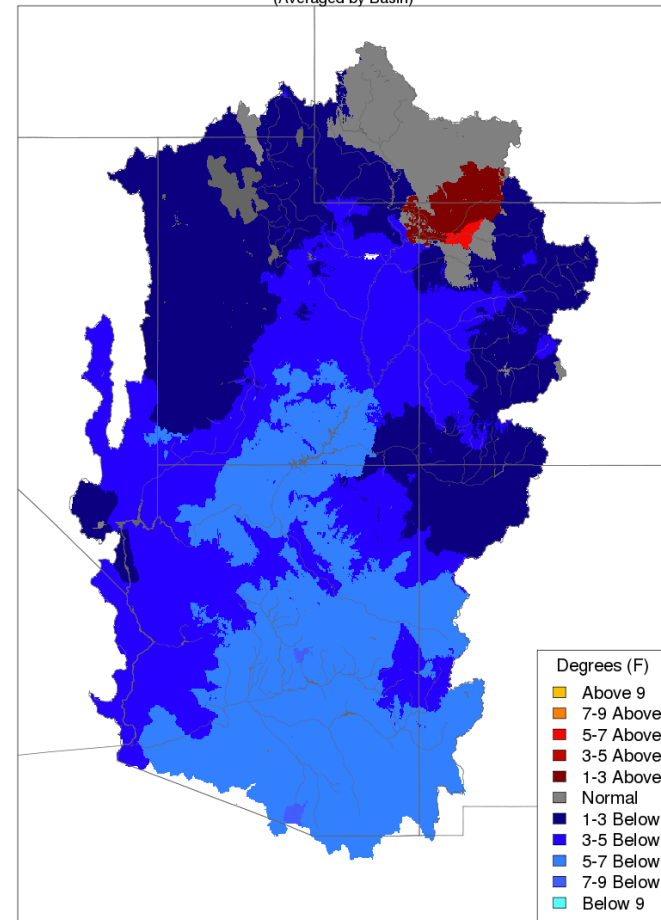 (Averaged by Basin)
Degrees (F)
Above 9
7-9 Above
5-7 Above
3-5 Above
1-3 Above
Normal
1-3 Below
3-5 Below
5-7 Below
7-9 Below
Below 9